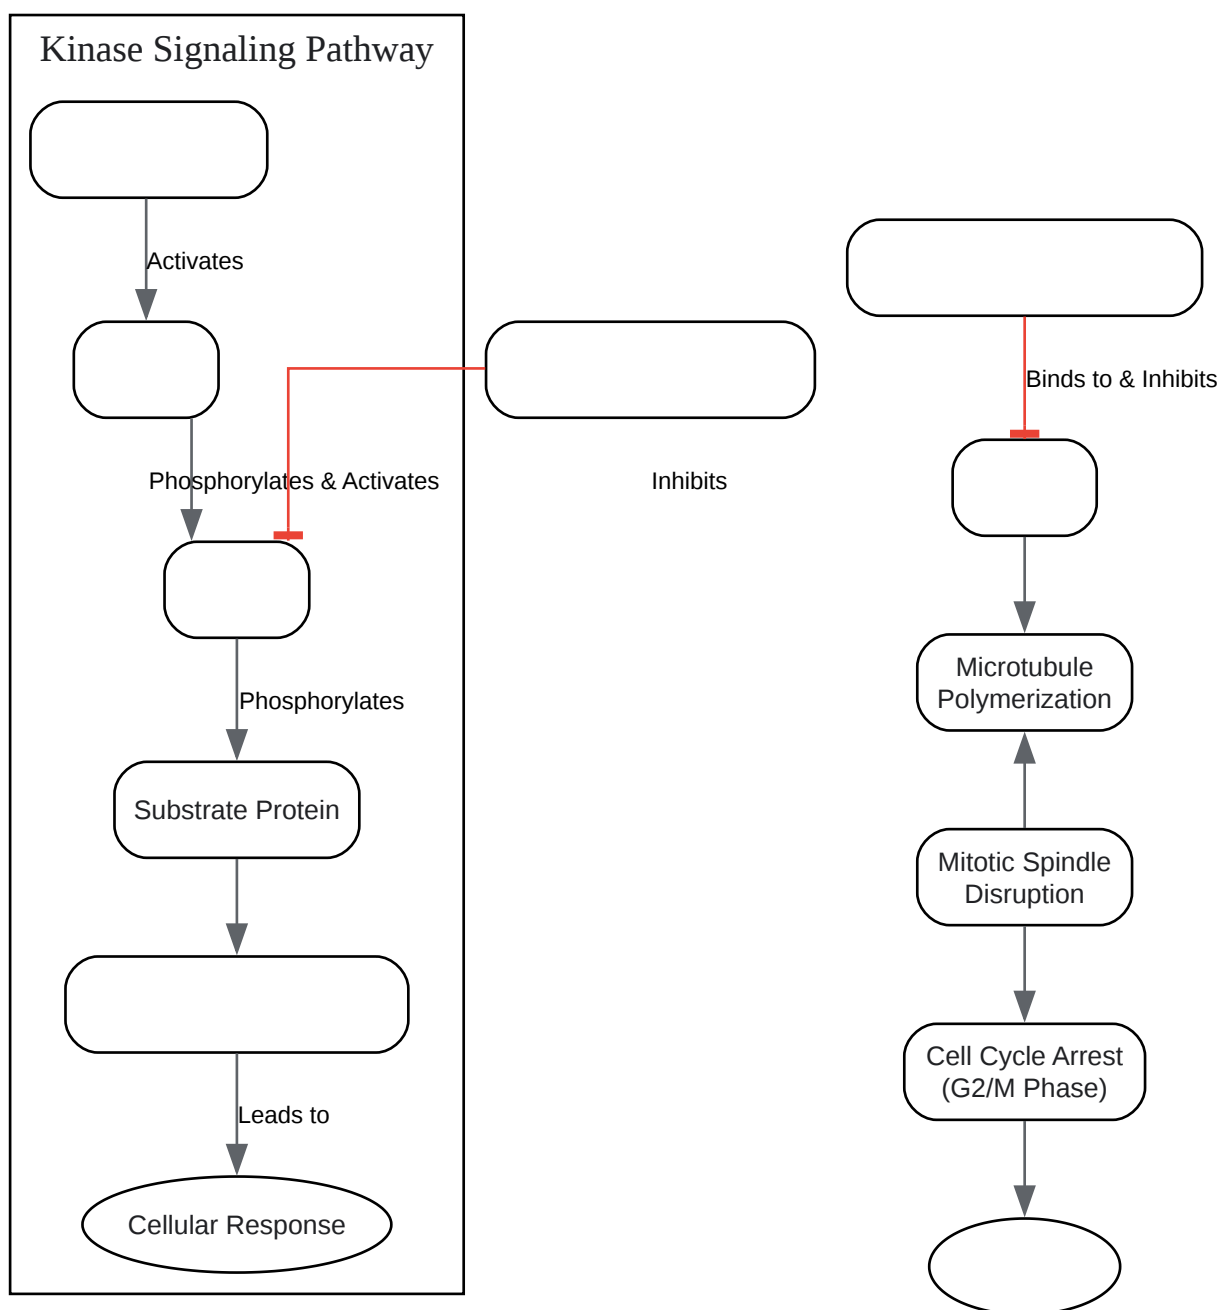 Kinase Signaling Pathway
Activates
Phosphorylates & Activates
Inhibits
Phosphorylates
Substrate Protein
Leads to
Cellular Response
Binds to & Inhibits
Microtubule
Polymerization
Mitotic Spindle
Disruption
Cell Cycle Arrest
(G2/M Phase)